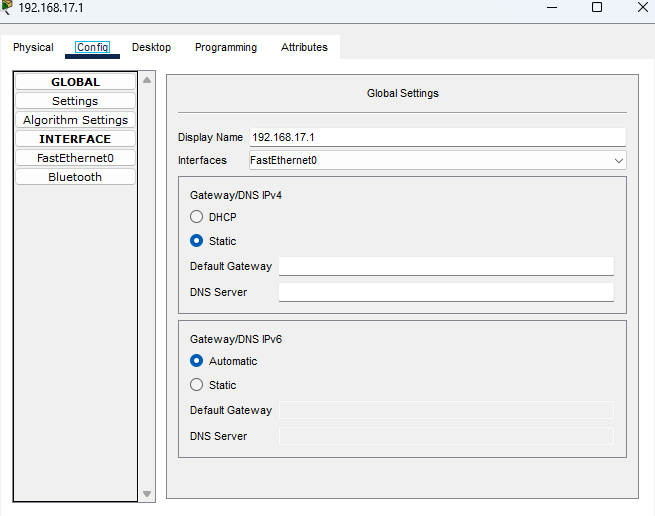 192.168.17.1
Physical Config Desktop Programming Attributes
GLOBAL
Settings
Algorithm Settings
INTERFACE
FastEthernet0
Bluetooth
Global Settings
Display Name 192.168.17.1
Interfaces FastEthernet0
Gateway/DNS IPv4
DHCP
Static
Default Gateway
DNS Server
Gateway/DNS IPv6
Automatic
Static
Default Gateway
DNS Server